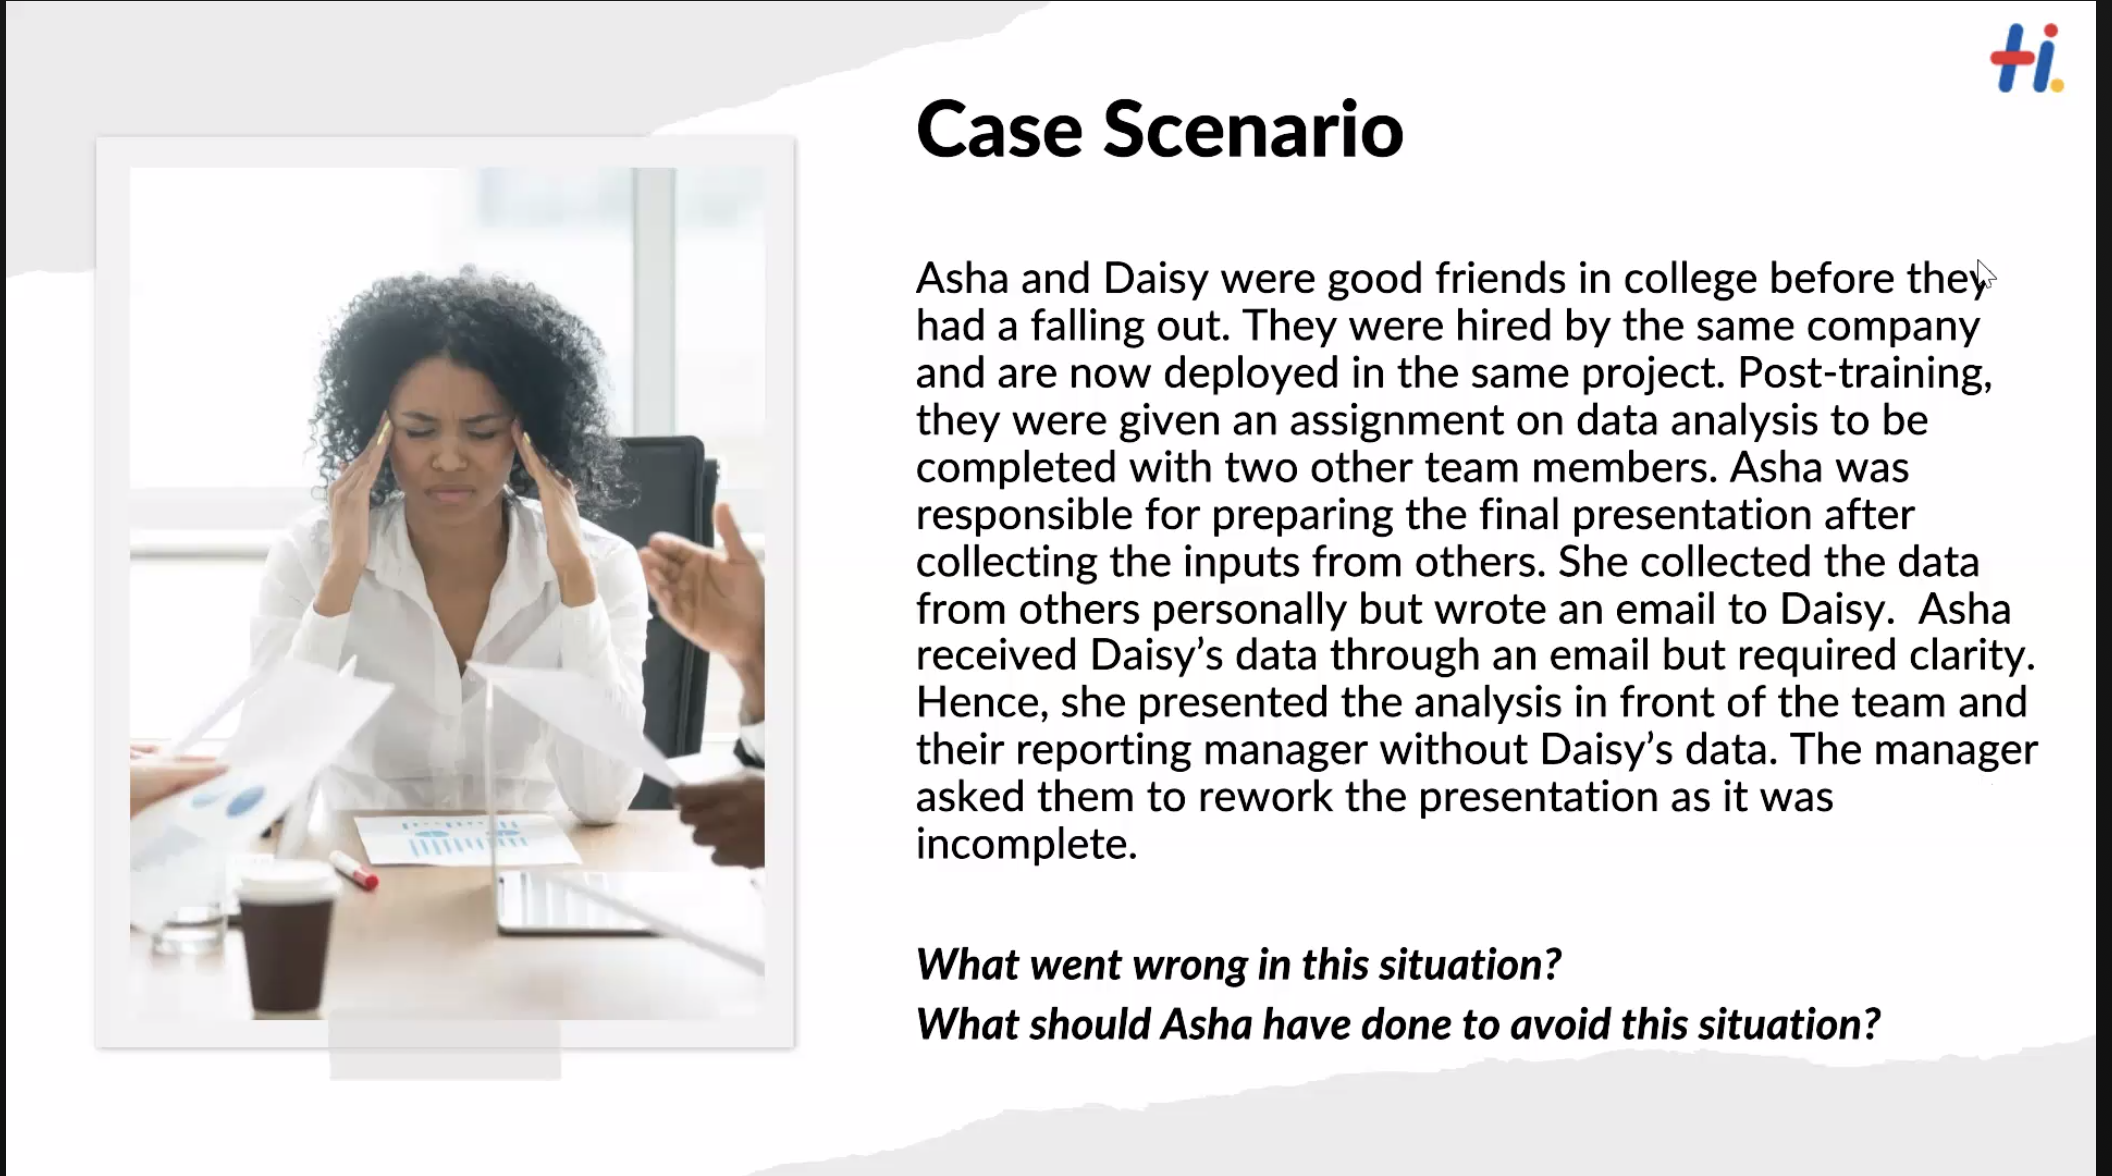 Hi.
Case Scenario
Asha and Daisy were good friends in college before they
had a falling out. They were hired by the same company
and are now deployed in the same project. Post-training,
they were given an assignment on data analysis to be
completed with two other team members. Asha was
responsible for preparing the final presentation after
collecting the inputs from others. She collected the data
from others personally but wrote an email to Daisy.  Asha
received Daisy’s data through an email but required clarity.
Hence, she presented the analysis in front of the team and
their reporting manager without Daisy’s data. The manager
asked them to rework the presentation as it was
incomplete.
What went wrong in this situation?
What should Asha have done to avoid this situation?